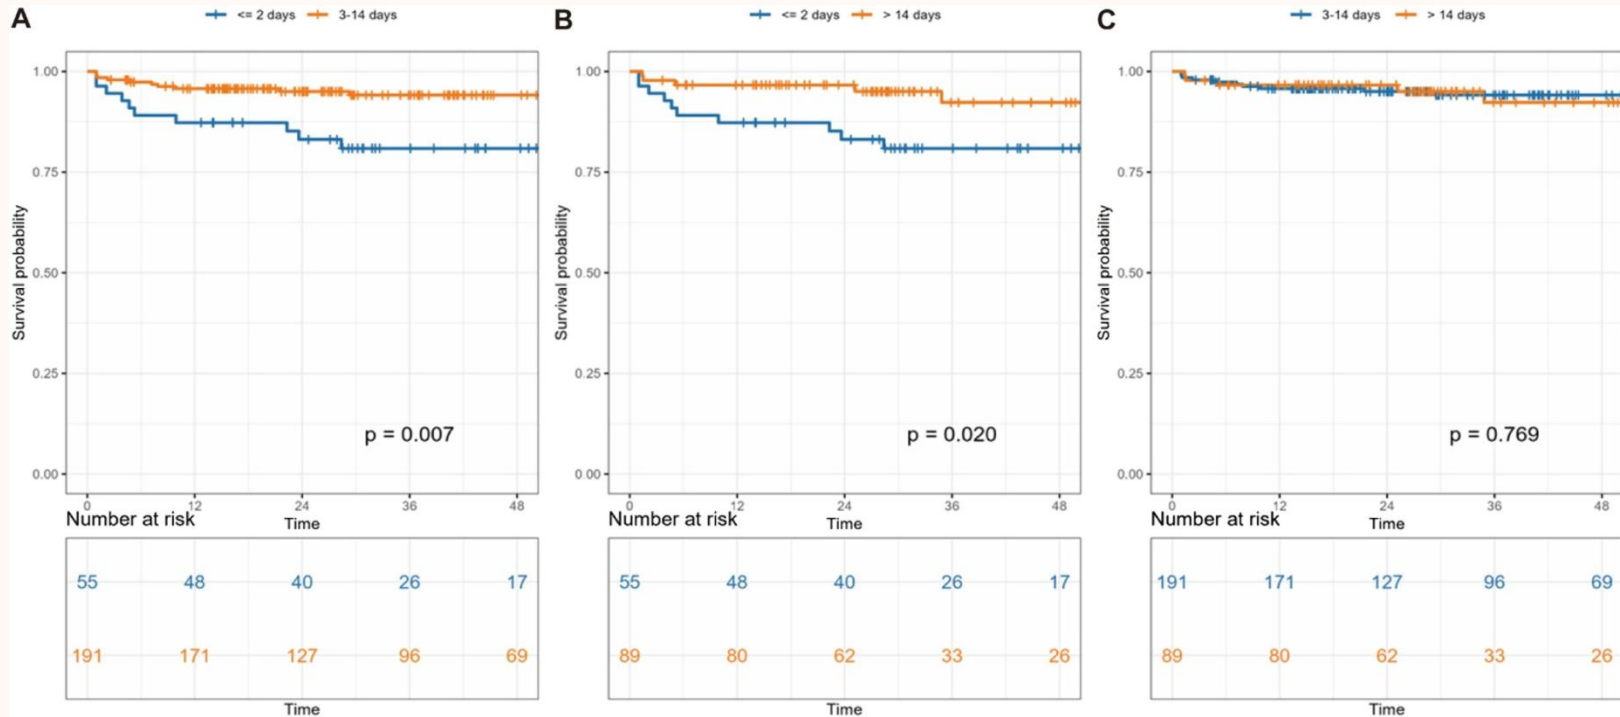 A
<= 2 days 3-14 days
1.00
0.75
0.50
0.25
0.00
Survival probability
p = 0.007
0 12 24 36 48
Number at risk
Time
55 48 40 26 17
191 171 127 96 69
Time
B
<= 2 days > 14 days
1.00
0.75
0.50
0.25
0.00
Survival probability
p = 0.020
0 12 24 36 48
Number at risk
Time
55 48 40 26 17
89 80 62 33 26
Time
C
3-14 days > 14 days
1.00
0.75
0.50
0.25
0.00
Survival probability
p = 0.769
0 12 24 36 48
Number at risk
Time
191 171 127 96 69
89 80 62 33 26
Time